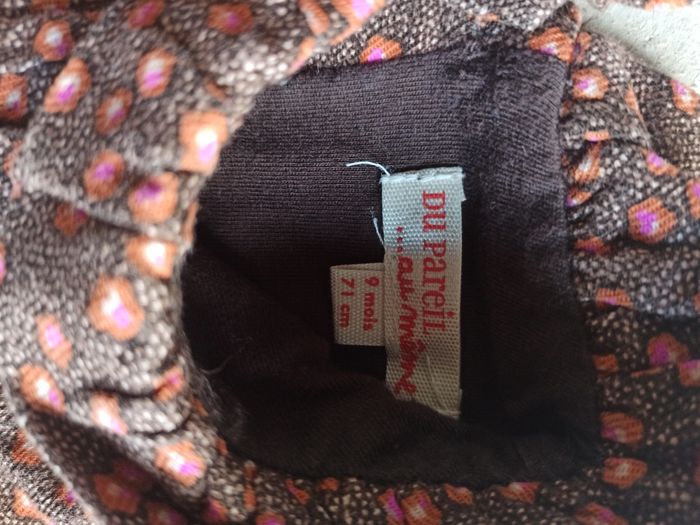 DU PAREIL
...au même
9 mois
71 cm